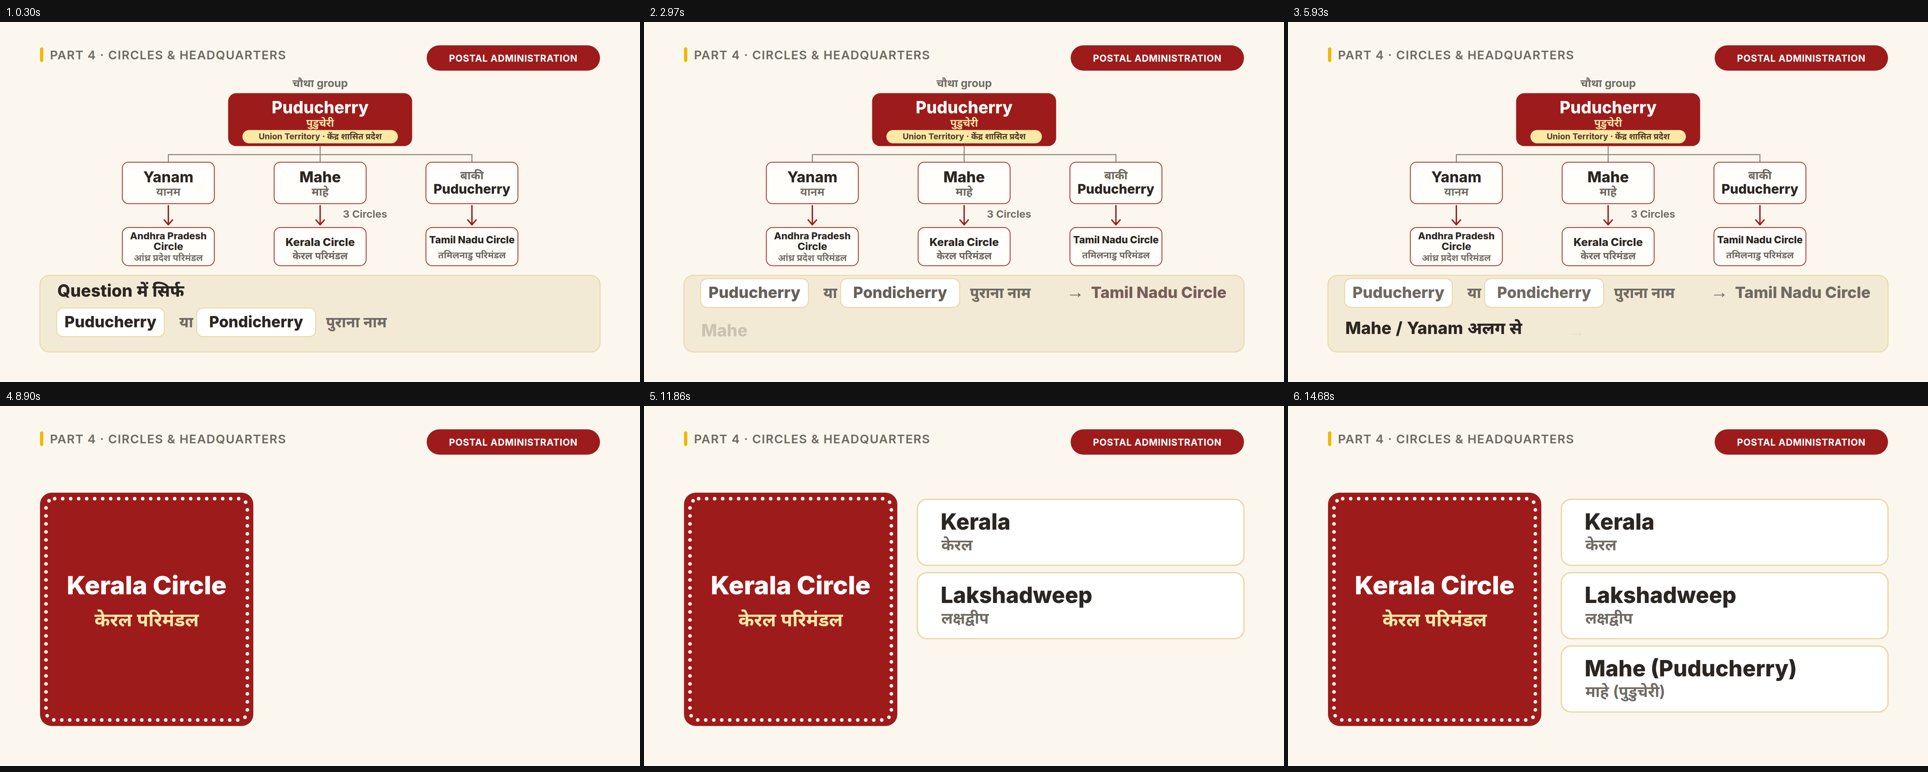 1. 0.30s
PART 4 · CIRCLES & HEADQUARTERS
POSTAL ADMINISTRATION
चौथा group
Puducherry
पुडुचेरी
Union Territory · केंद्र शासित प्रदेश
Yanam
यानम
Mahe
माहे
बाकी
Puducherry
3 Circles
Andhra Pradesh
Circle
आंध्र प्रदेश परिमंडल
Kerala Circle
केरल परिमंडल
Tamil Nadu Circle
तमिलनाडु परिमंडल
Question में सिर्फ
Puducherry या Pondicherry पुराना नाम
2. 2.97s
PART 4 · CIRCLES & HEADQUARTERS
POSTAL ADMINISTRATION
चौथा group
Puducherry
पुडुचेरी
Union Territory · केंद्र शासित प्रदेश
Yanam
यानम
Mahe
माहे
बाकी
Puducherry
3 Circles
Andhra Pradesh
Circle
आंध्र प्रदेश परिमंडल
Kerala Circle
केरल परिमंडल
Tamil Nadu Circle
तमिलनाडु परिमंडल
Puducherry या Pondicherry पुराना नाम → Tamil Nadu Circle
Mahe
3. 5.93s
PART 4 · CIRCLES & HEADQUARTERS
POSTAL ADMINISTRATION
चौथा group
Puducherry
पुडुचेरी
Union Territory · केंद्र शासित प्रदेश
Yanam
यानम
Mahe
माहे
बाकी
Puducherry
3 Circles
Andhra Pradesh
Circle
आंध्र प्रदेश परिमंडल
Kerala Circle
केरल परिमंडल
Tamil Nadu Circle
तमिलनाडु परिमंडल
Puducherry या Pondicherry पुराना नाम → Tamil Nadu Circle
Mahe / Yanam अलग से
4. 8.90s
PART 4 · CIRCLES & HEADQUARTERS
POSTAL ADMINISTRATION
Kerala Circle
केरल परिमंडल
5. 11.86s
PART 4 · CIRCLES & HEADQUARTERS
POSTAL ADMINISTRATION
Kerala Circle
केरल परिमंडल
Kerala
केरल
Lakshadweep
लक्षद्वीप
6. 14.68s
PART 4 · CIRCLES & HEADQUARTERS
POSTAL ADMINISTRATION
Kerala Circle
केरल परिमंडल
Kerala
केरल
Lakshadweep
लक्षद्वीप
Mahe (Puducherry)
माहे (पुडुचेरी)